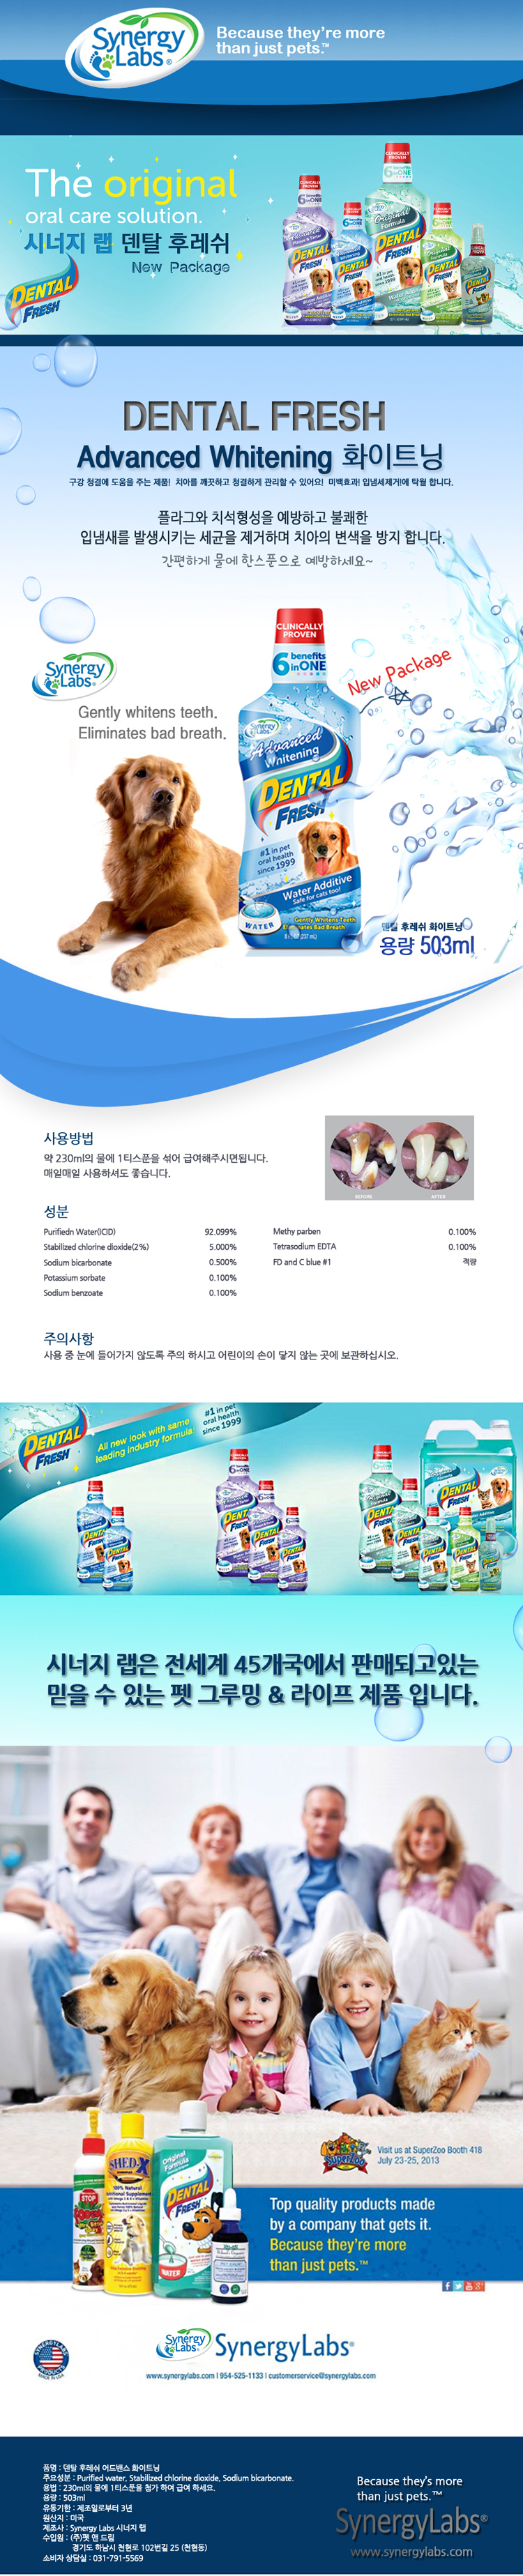 Synergy
Labs®
Because they're more
than just pets.™
The original
oral care solution.
시너지 랩 덴탈 후레쉬
New Package
DENTAL
FRESH
DENTAL FRESH
Advanced Whitening 화이트닝
구강 청결에 도움을 주는 제품! 치아를 깨끗하고 청결하게 관리할 수 있어요! 미백효과! 입냄세제거에 탁월 합니다.
플라그와 치석형성을 예방하고 불쾌한
입냄새를 발생시키는 세균을 제거하며 치아의 변색을 방지 합니다.
간편하게 물에 한스푼으로 예방하세요~
CLINICALLY
PROVEN
6 benefits
in ONE
Synergy
Labs®
New Package
Gently whitens teeth.
Eliminates bad breath.
Synergy
Labs
Advanced
Whitening
DENTAL
FRESH
#1 in pet
oral health
since 1999
Water Additive
Safe for cats too!
WATER
Gently Whitens Teeth
Eliminates Bad Breath
덴탈 후레쉬 화이트닝
용량 503ml
사용방법
약 230ml의 물에 1티스푼을 섞어 급여해주시면됩니다.
매일매일 사용하셔도 좋습니다.
BEFORE
AFTER
성분
Purifiedn Water(ICID) 92.099%
Stabilized chlorine dioxide(2%) 5.000%
Sodium bicarbonate 0.500%
Potassium sorbate 0.100%
Sodium benzoate 0.100%
Methy parben 0.100%
Tetrasodium EDTA 0.100%
FD and C blue #1 적량
주의사항
사용 중 눈에 들어가지 않도록 주의 하시고 어린이의 손이 닿지 않는 곳에 보관하십시오.
DENTAL
FRESH
All new look with same
leading industry formula
#1 in pet
oral health
since 1999
시너지 랩은 전세계 45개국에서 판매되고있는
믿을 수 있는 펫 그루밍 & 라이프 제품 입니다.
SHED-X
Original
Formula
DENTAL
FRESH
WATER
STOP
SuperZoo
Visit us at SuperZoo Booth 418
July 23-25, 2013
Top quality products made
by a company that gets it.
Because they're more
than just pets.™
Synergy
Labs
SynergyLabs®
www.synergylabs.com | 954-525-1133 | customerservice@synergylabs.com
품명 : 덴탈 후레쉬 어드밴스 화이트닝
주요성분 : Purified water, Stabilized chlorine dioxide, Sodium bicarbonate.
용법 : 230ml의 물에 1티스푼을 첨가 하여 급여 하세요.
용량 : 503ml
유통기한 : 제조일로부터 3년
원산지 : 미국
제조사 : Synergy Labs 시너지 랩
수입원 : (주)펫 앤 드림
경기도 하남시 천현로 102번길 25 (천현동)
소비자 상담실 : 031-791-5569
Because they's more
than just pets.™
SynergyLabs®
www.synergylabs.com